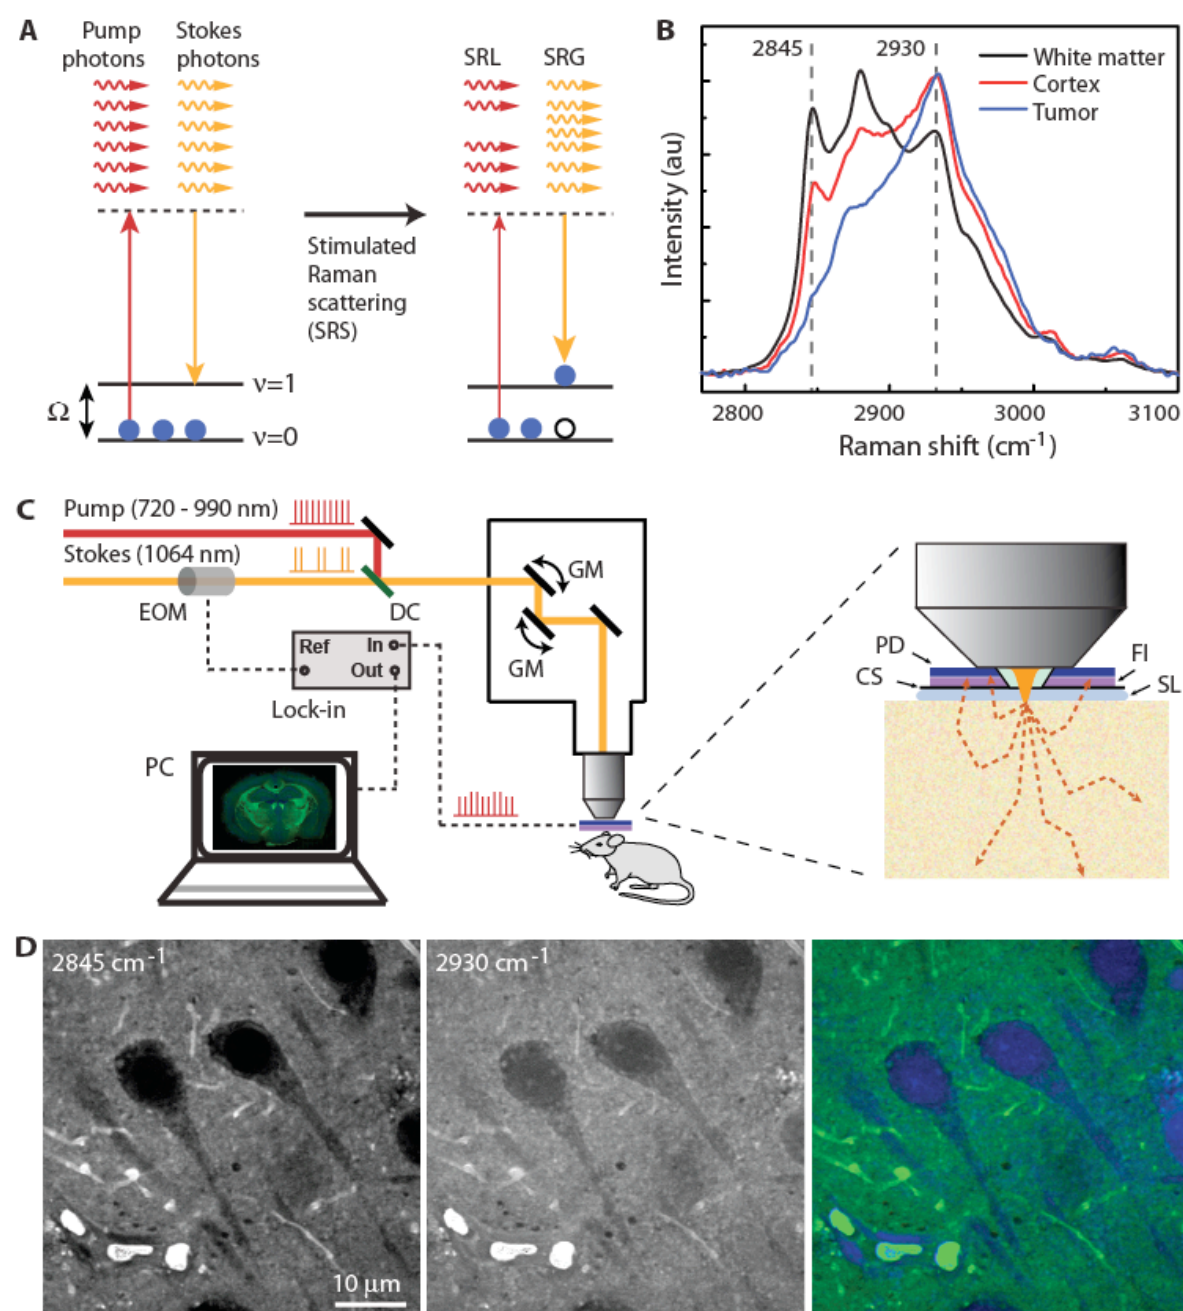 A
Pump
photons
Stokes
photons
SRL
SRG
Stimulated
Raman
scattering
(SRS)
Ω
ν=1
ν=0
B
2845
2930
White matter
Cortex
Tumor
Intensity (au)
2800
2900
3000
3100
Raman shift (cm⁻¹)
C
Pump (720 - 990 nm)
Stokes (1064 nm)
EOM
DC
GM
GM
Ref
In
Out
Lock-in
PC
PD
CS
FI
SL
D
2845 cm⁻¹
2930 cm⁻¹
10 μm